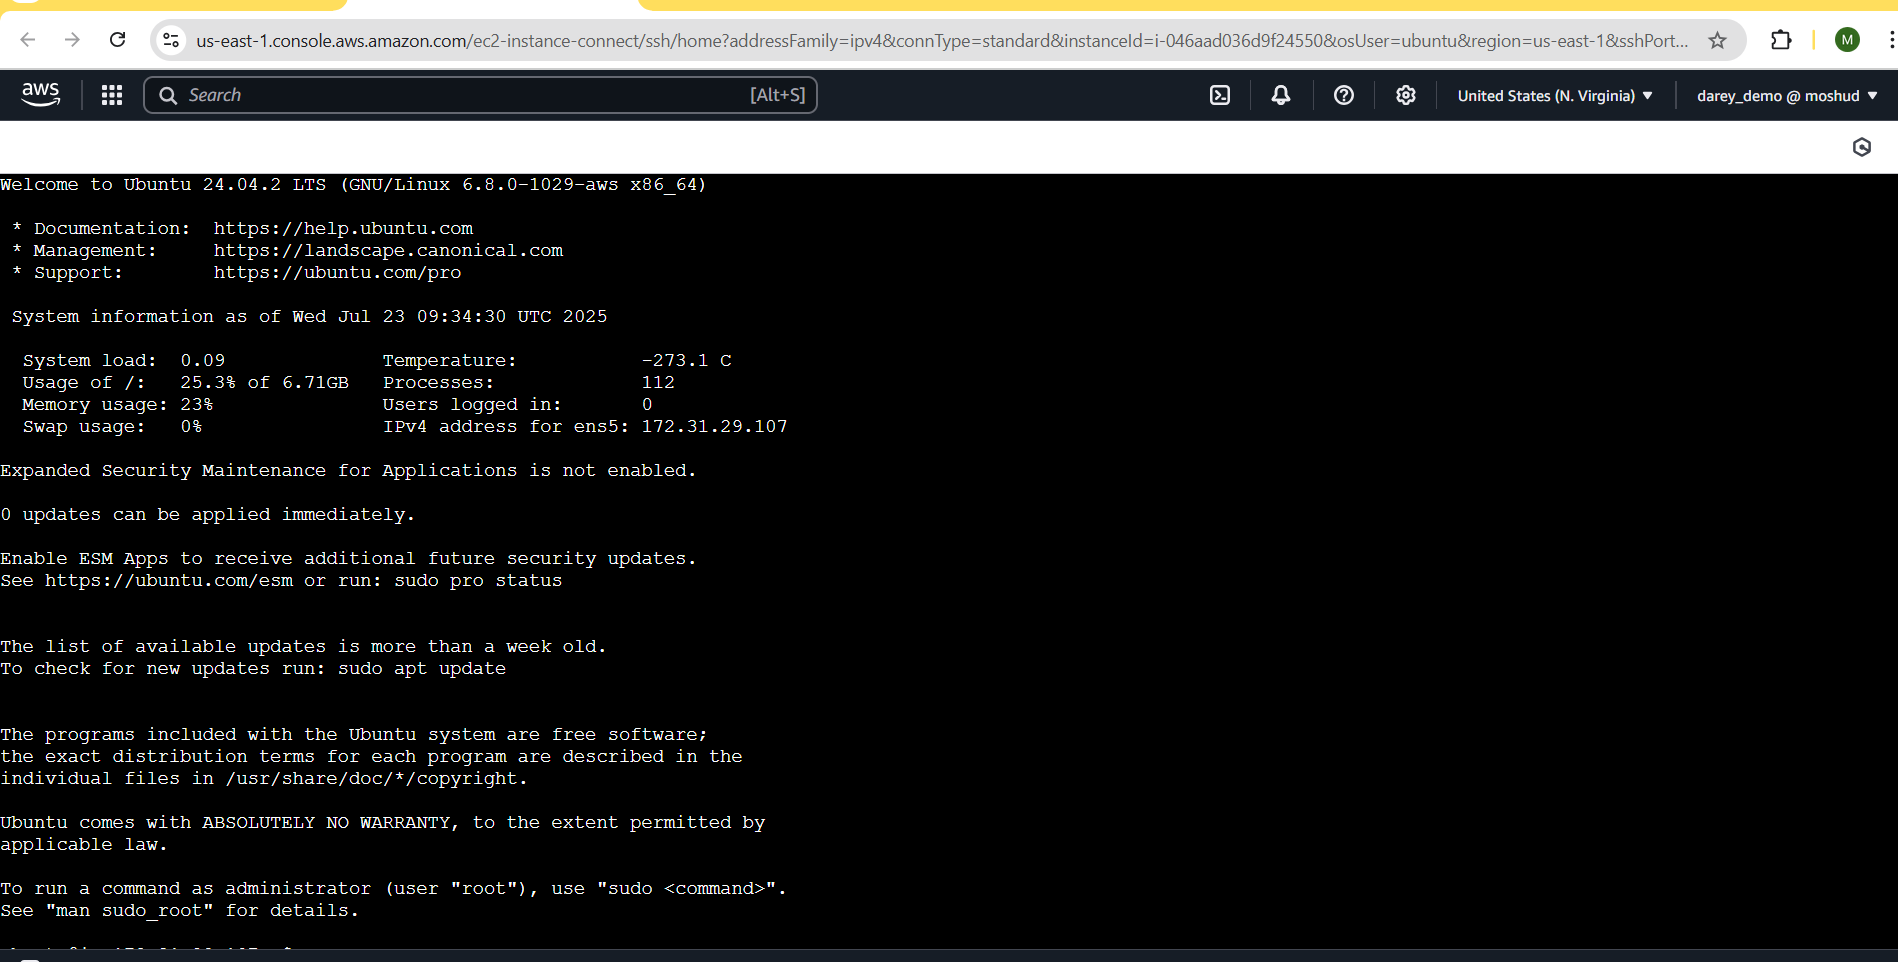 us-east-1.console.aws.amazon.com/ec2-instance-connect/ssh/home?addressFamily=ipv4&connType=standard&instanceId=i-046aad036d9f24550&osUser=ubuntu&region=us-east-1&sshPort...
M
aws
Search
[Alt+S]
United States (N. Virginia)
darey_demo @ moshud
Welcome to Ubuntu 24.04.2 LTS (GNU/Linux 6.8.0-1029-aws x86_64)
* Documentation: https://help.ubuntu.com
* Management: https://landscape.canonical.com
* Support: https://ubuntu.com/pro
System information as of Wed Jul 23 09:34:30 UTC 2025
System load: 0.09 Temperature: -273.1 C
Usage of /: 25.3% of 6.71GB Processes: 112
Memory usage: 23% Users logged in: 0
Swap usage: 0% IPv4 address for ens5: 172.31.29.107
Expanded Security Maintenance for Applications is not enabled.
0 updates can be applied immediately.
Enable ESM Apps to receive additional future security updates.
See https://ubuntu.com/esm or run: sudo pro status
The list of available updates is more than a week old.
To check for new updates run: sudo apt update
The programs included with the Ubuntu system are free software;
the exact distribution terms for each program are described in the
individual files in /usr/share/doc/*/copyright.
Ubuntu comes with ABSOLUTELY NO WARRANTY, to the extent permitted by
applicable law.
To run a command as administrator (user "root"), use "sudo <command>".
See "man sudo_root" for details.